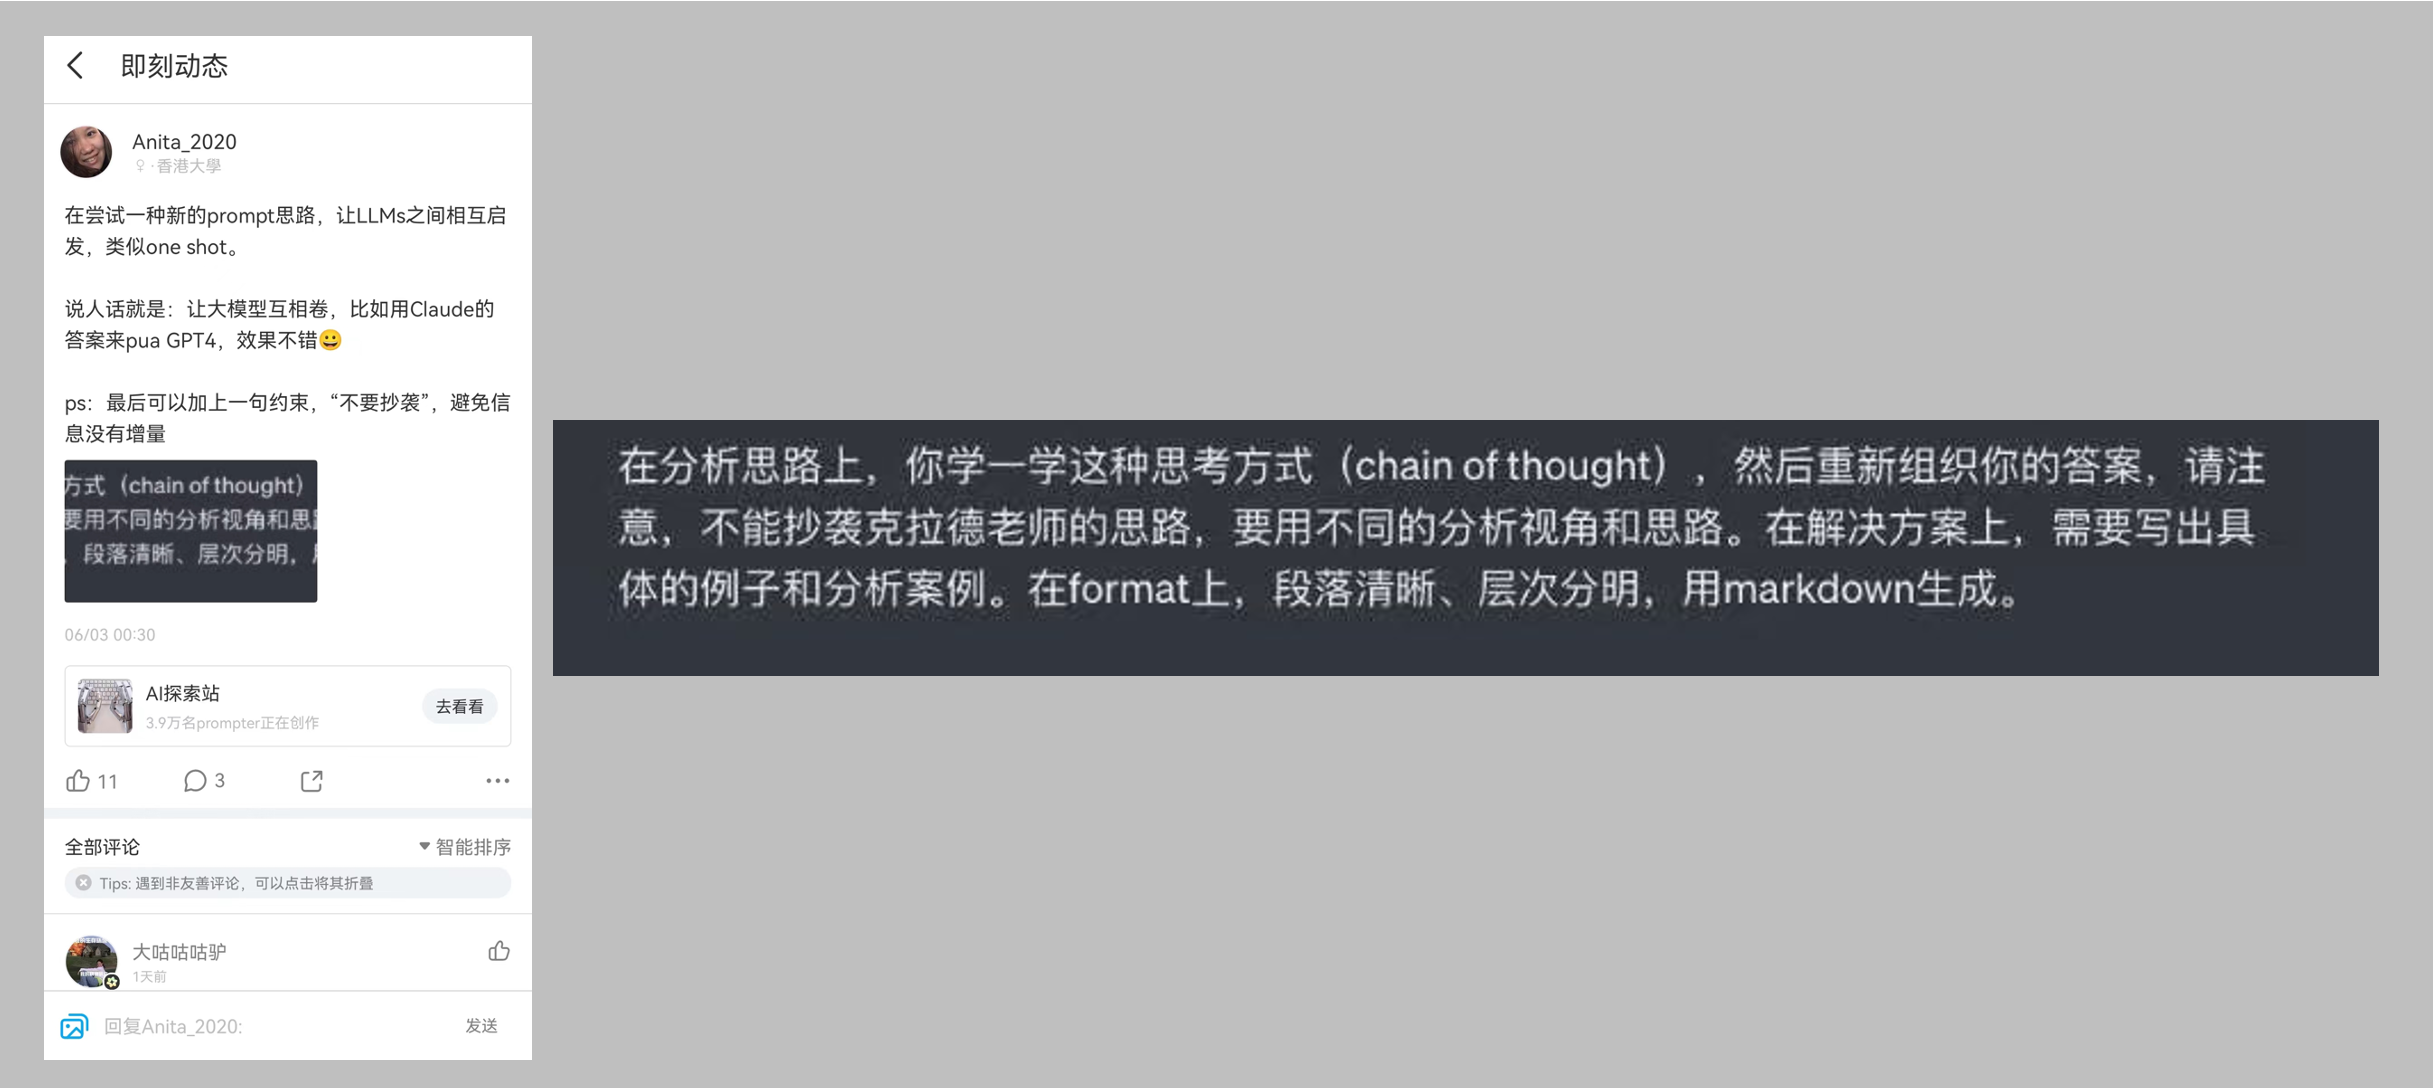 即刻动态
Anita_2020
♀ ·香港大學
在尝试一种新的prompt思路，让LLMs之间相互启
发，类似one shot。
说人话就是：让大模型互相卷，比如用Claude的
答案来pua GPT4，效果不错😀
ps：最后可以加上一句约束，“不要抄袭”，避免信
息没有增量
方式（chain of thought）
要用不同的分析视角和思
段落清晰、层次分明，
06/03 00:30
AI探索站
3.9万名prompter正在创作
去看看
11
3
全部评论
智能排序
Tips: 遇到非友善评论，可以点击将其折叠
大咕咕咕驴
1天前
回复Anita_2020:
发送
在分析思路上，你学一学这种思考方式（chain of thought），然后重新组织你的答案，请注
意，不能抄袭克拉德老师的思路，要用不同的分析视角和思路。在解决方案上，需要写出具
体的例子和分析案例。在format上，段落清晰、层次分明，用markdown生成。